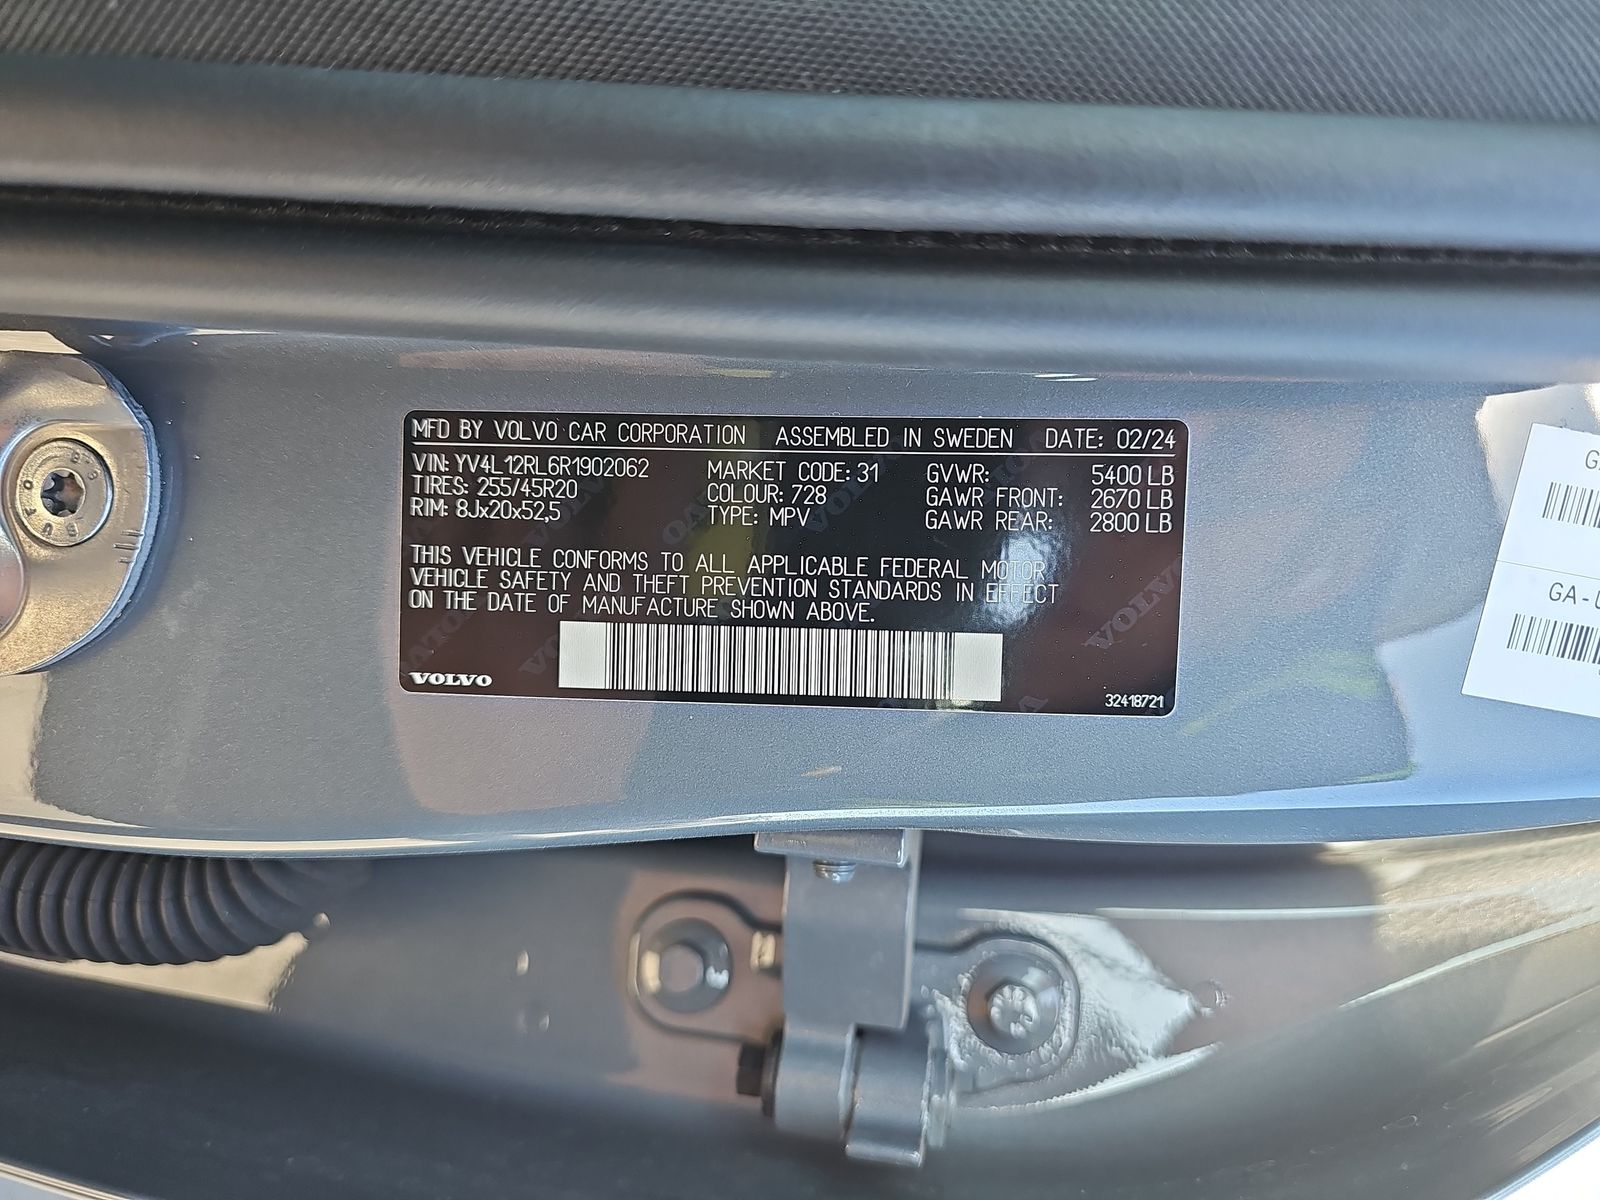 MFD BY VOLVO CAR CORPORATION ASSEMBLED IN SWEDEN DATE: 02/24
VIN: YV4L12RL6R1902062 MARKET CODE: 31 GVWR: 5400 LB
TIRES: 255/45R20 COLOUR: 728 GAWR FRONT: 2670 LB
RIM: 8Jx20x52,5 TYPE: MPV GAWR REAR: 2800 LB
THIS VEHICLE CONFORMS TO ALL APPLICABLE FEDERAL MOTOR
VEHICLE SAFETY AND THEFT PREVENTION STANDARDS IN EFFECT
ON THE DATE OF MANUFACTURE SHOWN ABOVE.
VOLVO
32418721
GA-